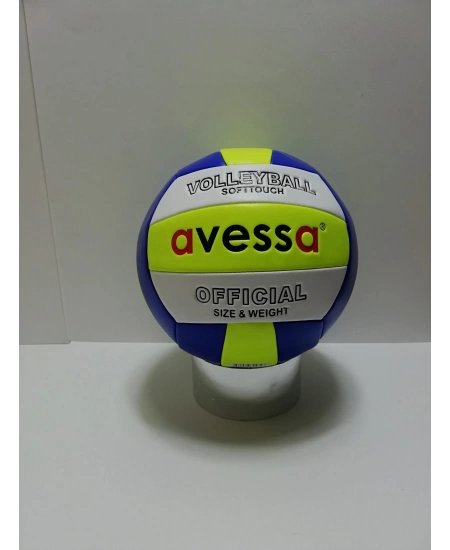 VOLLEYBALL
SOFTTOUCH
avessa®
OFFICIAL
SIZE & WEIGHT